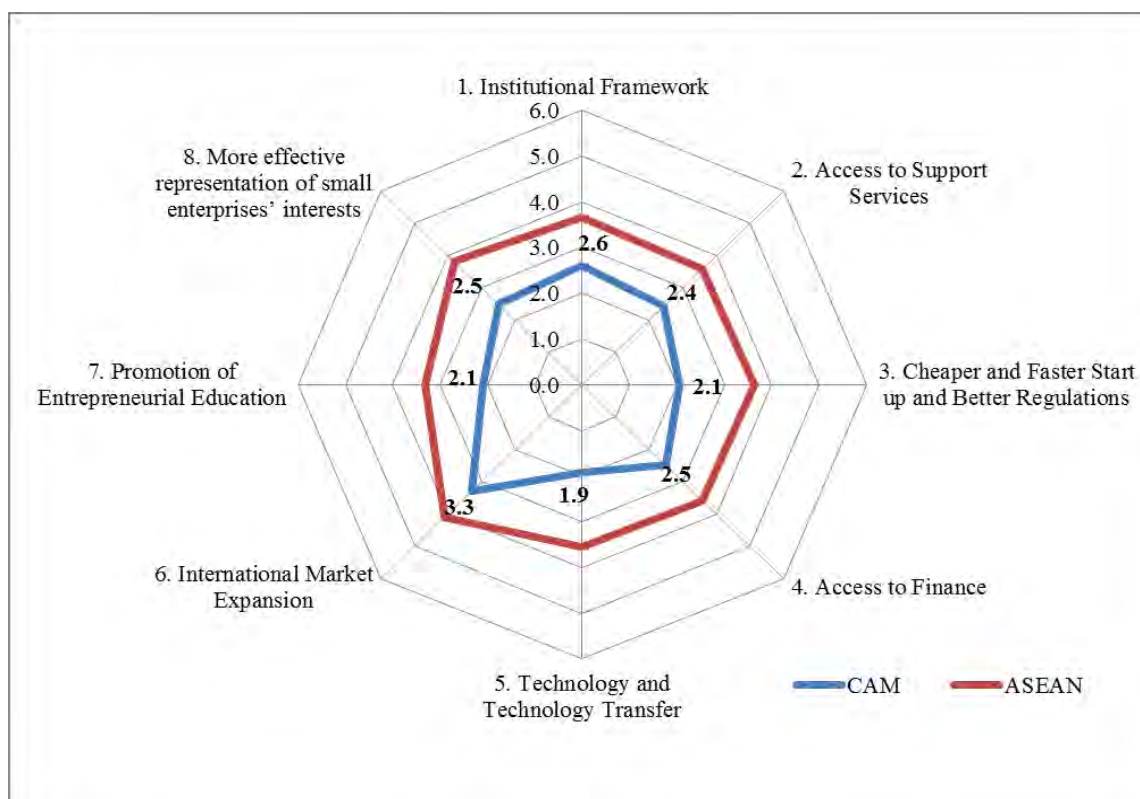 1. Institutional Framework
6.0
5.0
4.0
3.0
2.0
1.0
0.0
2.6
2. Access to Support
Services
2.4
3. Cheaper and Faster Start
up and Better Regulations
2.1
4. Access to Finance
2.5
5. Technology and
Technology Transfer
1.9
6. International Market
Expansion
3.3
7. Promotion of
Entrepreneurial Education
2.1
8. More effective
representation of small
enterprises’ interests
2.5
CAM
ASEAN